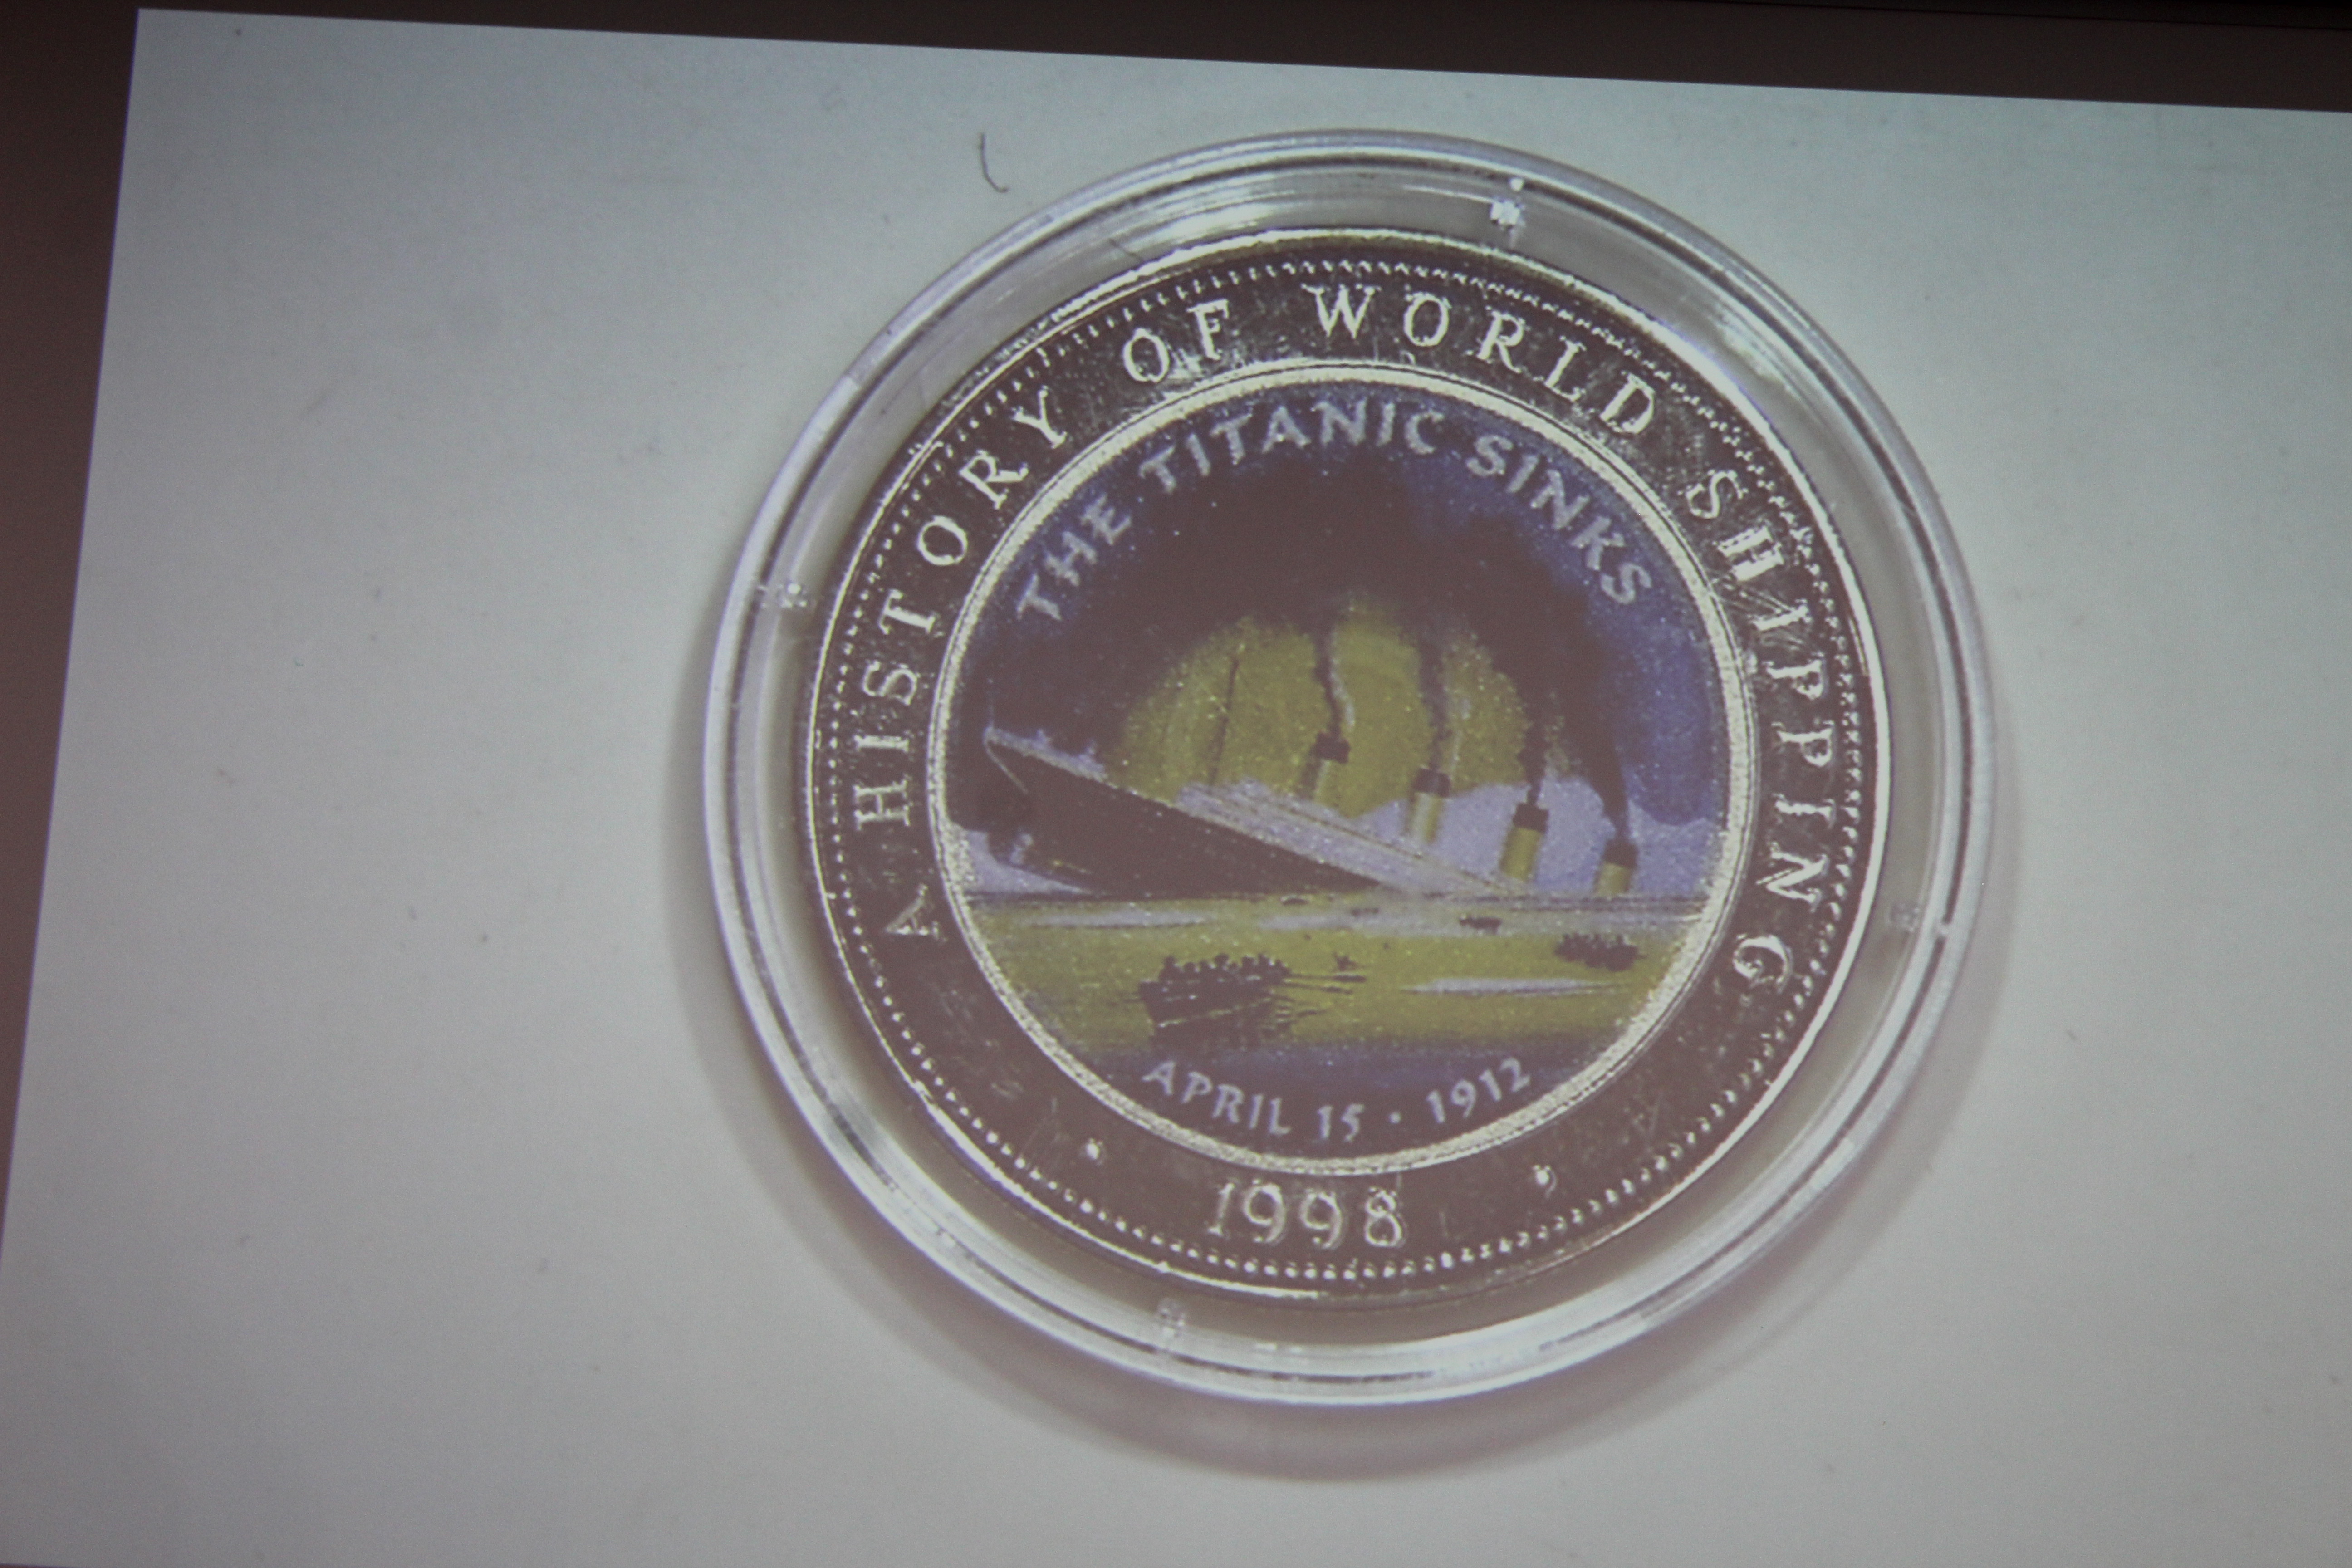 A HISTORY OF WORLD SHIPPING
THE TITANIC SINKS
APRIL 15 · 1912
1998